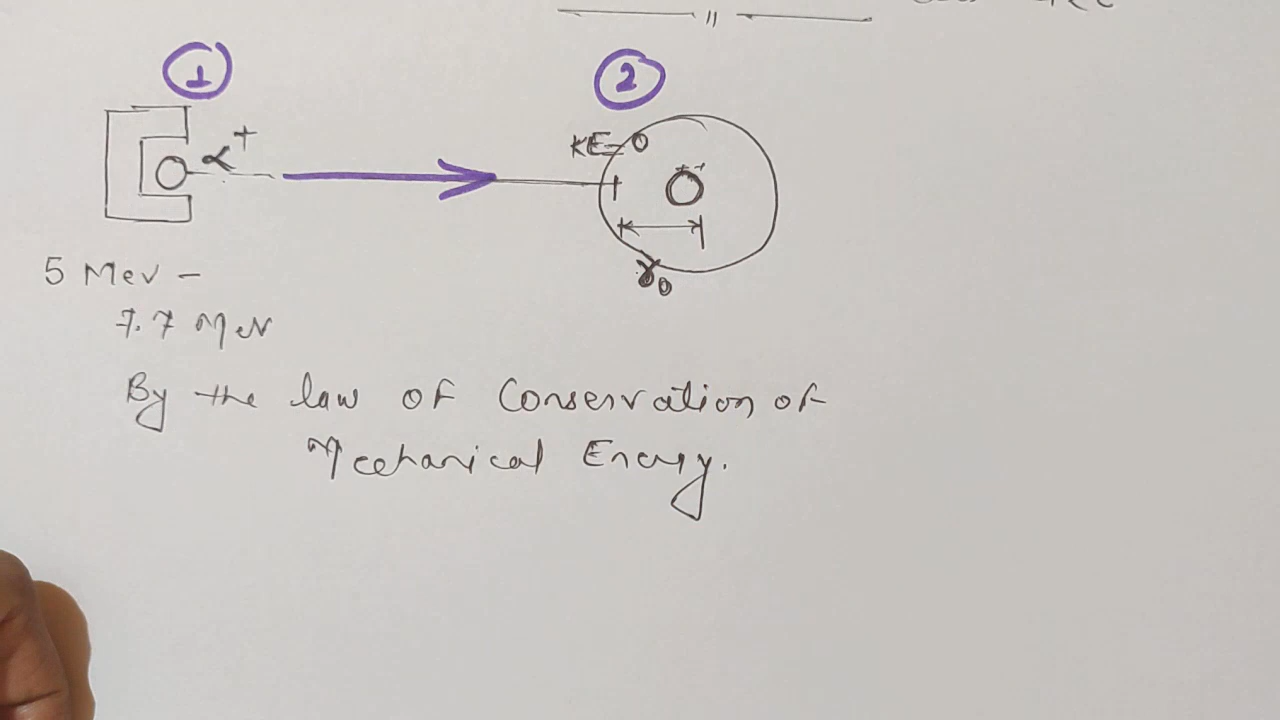 1
2
α+
KE=0
++
r0
5 Mev -
7.7 Mev
By the law of Conservation of
Mechanical Energy.